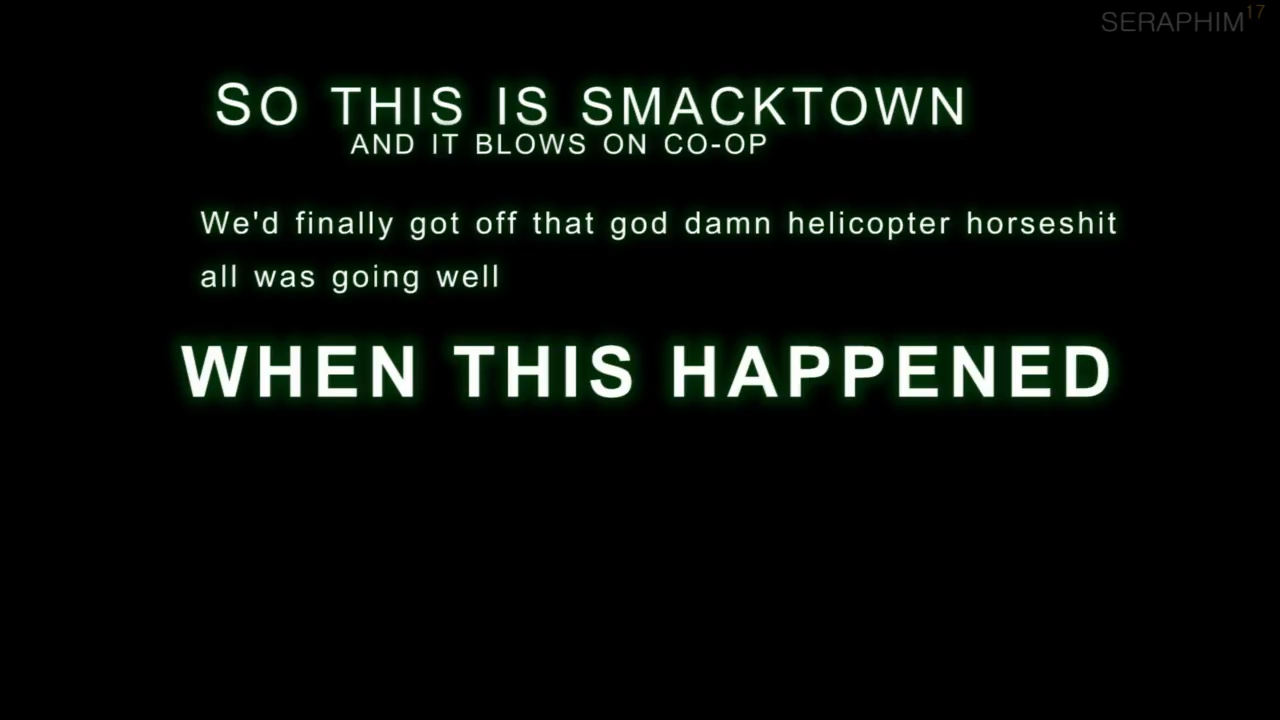 SERAPHIM17
SO THIS IS SMACKTOWN
AND IT BLOWS ON CO-OP
We'd finally got off that god damn helicopter horseshit
all was going well
WHEN THIS HAPPENED